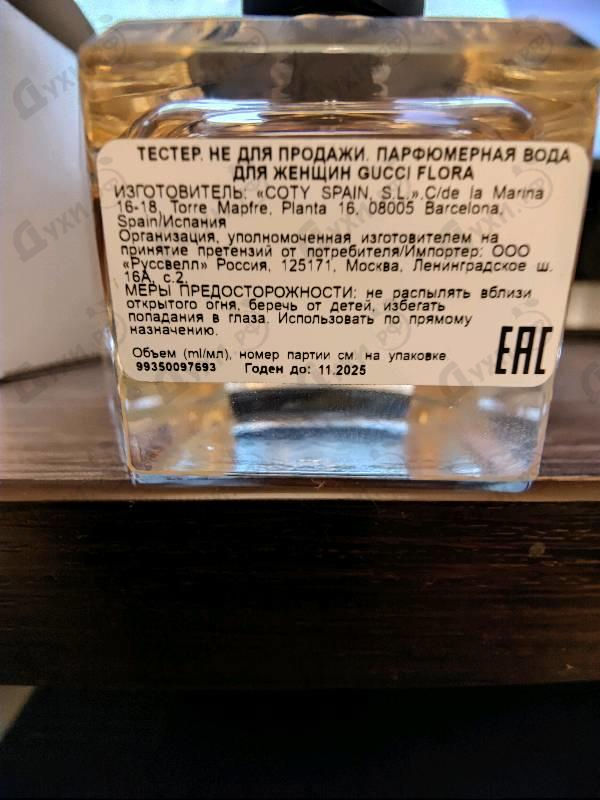 ТЕСТЕР. НЕ ДЛЯ ПРОДАЖИ. ПАРФЮМЕРНАЯ ВОДА
ДЛЯ ЖЕНЩИН GUCCI FLORA
ИЗГОТОВИТЕЛЬ: «COTY SPAIN, S.L.».C/de la Marina
16-18, Torre Mapfre, Planta 16, 08005 Barcelona,
Spain/Испания
Организация, уполномоченная изготовителем на
принятие претензий от потребителя/Импортер: ООО
«Руссвелл» Россия, 125171, Москва, Ленинградское ш.
16А, с.2.
МЕРЫ ПРЕДОСТОРОЖНОСТИ: не распылять вблизи
открытого огня, беречь от детей, избегать
попадания в глаза. Использовать по прямому
назначению.
Объем (ml/мл), номер партии см. на упаковке
99350097693 Годен до: 11.2025
EAC
ДУХИ.РФ